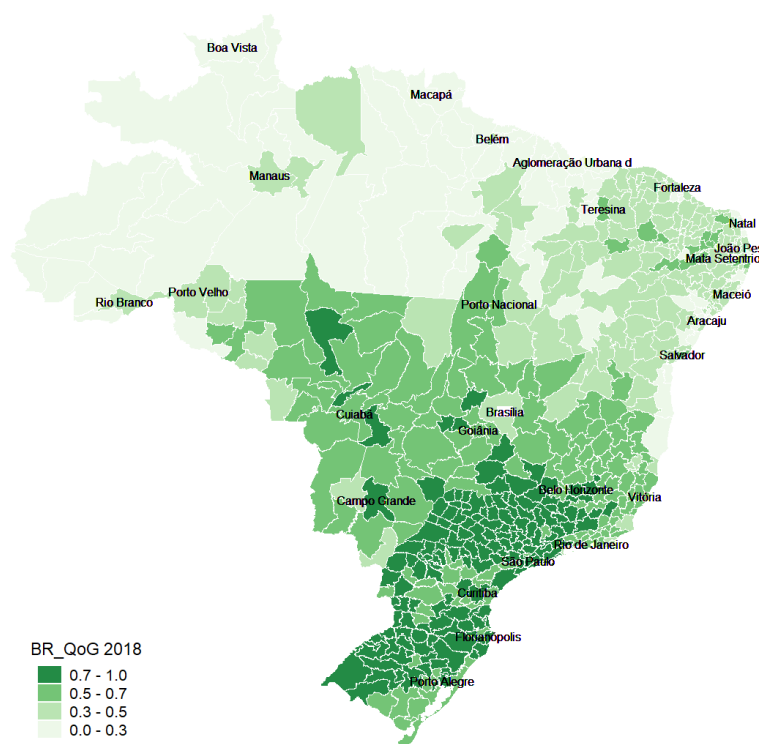 Boa Vista
Macapá
Belém
Aglomeração Urbana d
Manaus
Fortaleza
Teresina
Natal
João Pes
Mata Setentrio
Porto Velho
Rio Branco
Porto Nacional
Maceió
Aracaju
Salvador
Cuiabá
Brasília
Goiânia
Campo Grande
Belo Horizonte
Vitória
Rio de Janeiro
São Paulo
Curitiba
Florianópolis
Porto Alegre
BR_QoG 2018
0.7 - 1.0
0.5 - 0.7
0.3 - 0.5
0.0 - 0.3